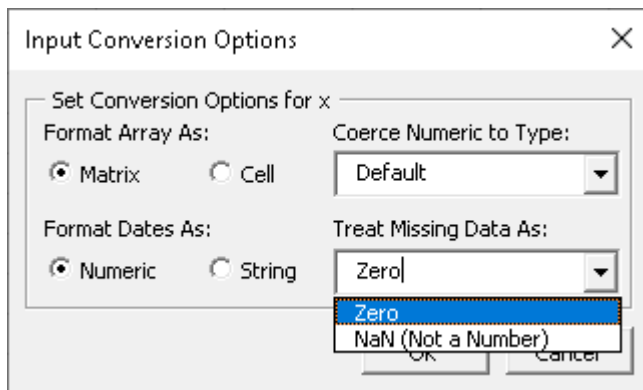 Input Conversion Options
Set Conversion Options for x
Format Array As:
Coerce Numeric to Type:
Matrix
Cell
Default
Format Dates As:
Treat Missing Data As:
Numeric
String
Zero
Zero
NaN (Not a Number)
OK
Cancel